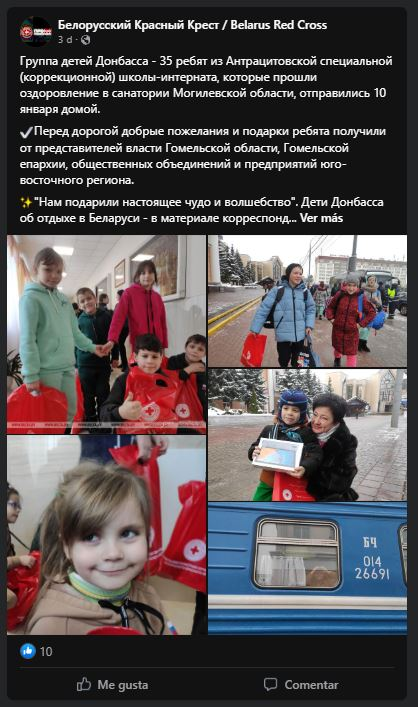 Белорусский Красный Крест / Belarus Red Cross
3 d ·
Группа детей Донбасса - 35 ребят из Антрацитовской специальной
(коррекционной) школы-интерната, которые прошли
оздоровление в санатории Могилевской области, отправились 10
января домой.
✔Перед дорогой добрые пожелания и подарки ребята получили
от представителей власти Гомельской области, Гомельской
епархии, общественных объединений и предприятий юго-
восточного региона.
✨"Нам подарили настоящее чудо и волшебство". Дети Донбасса
об отдыхе в Беларуси - в материале корреспонд... Ver más
БЧ
014
26691
10
Me gusta
Comentar